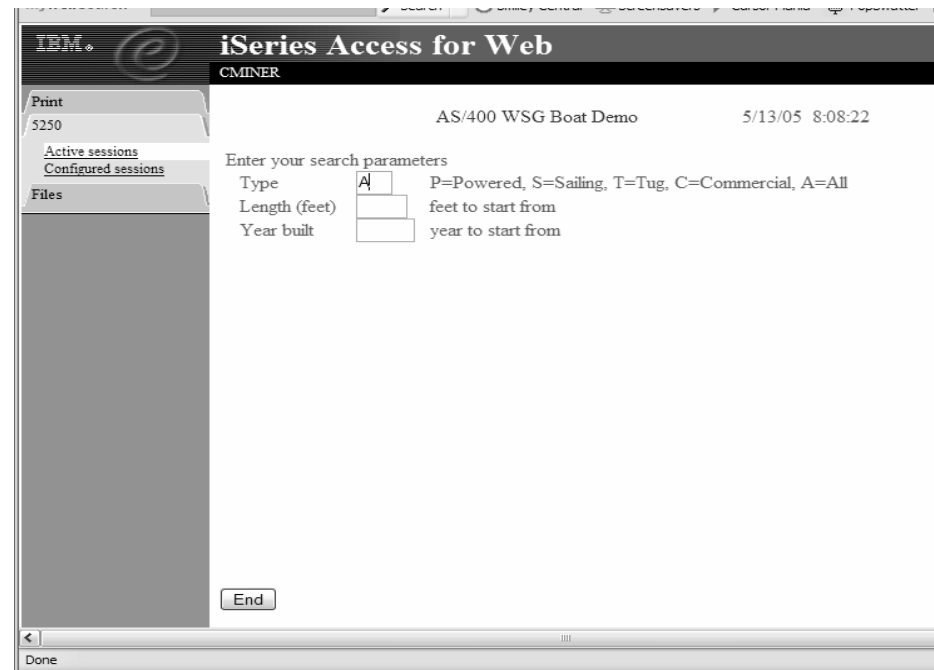 IBM. e iSeries Access for Web
CMINER
Print
5250
Active sessions
Configured sessions
Files
AS/400 WSG Boat Demo 5/13/05 8:08:22
Enter your search parameters
Type A P=Powered, S=Sailing, T=Tug, C=Commercial, A=All
Length (feet) feet to start from
Year built year to start from
End
Done